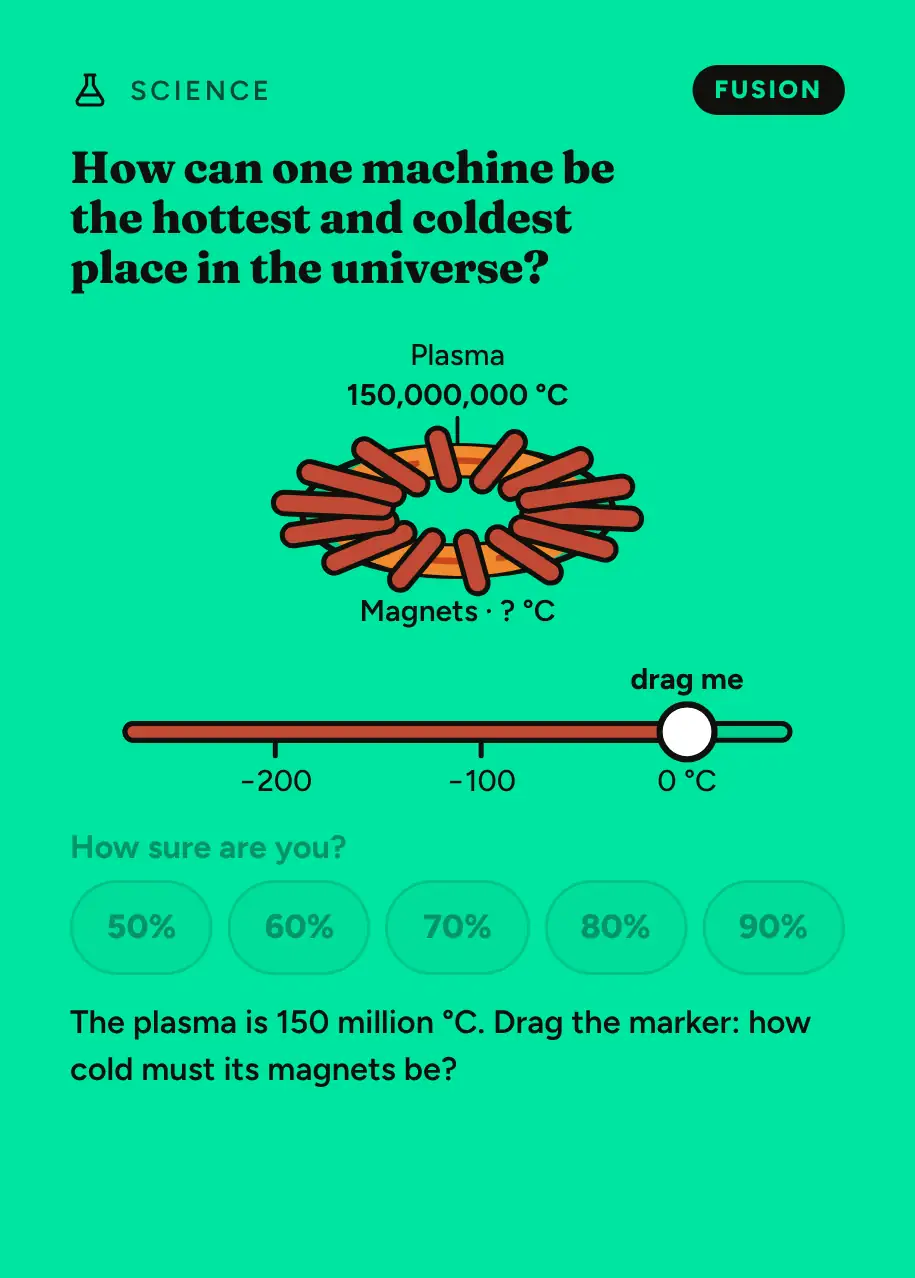 SCIENCE
FUSION
How can one machine be
the hottest and coldest
place in the universe?
Plasma
150,000,000 °C
Magnets · ? °C
drag me
−200
−100
0 °C
How sure are you?
50%
60%
70%
80%
90%
The plasma is 150 million °C. Drag the marker: how
cold must its magnets be?